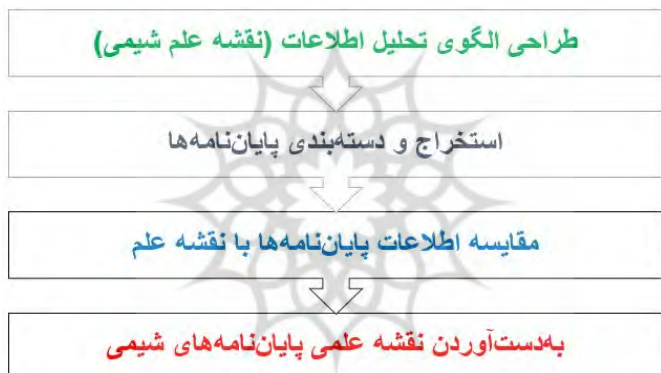 طراحی الگوی تحلیل اطلاعات (نقشه علم شیمی)
استخراج و دسته‌بندی پایان‌نامه‌ها
مقایسه اطلاعات پایان‌نامه‌ها با نقشه علم
به‌دست‌آوردن نقشه علمی پایان‌نامه‌های شیمی